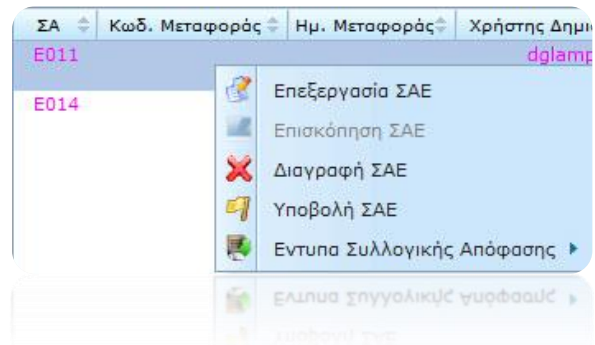 ΣΑ Κωδ. Μεταφοράς Ημ. Μεταφοράς Χρήστης Δημι
E011 dglamp
E014
Επεξεργασία ΣΑΕ
Επισκόπηση ΣΑΕ
Διαγραφή ΣΑΕ
Υποβολή ΣΑΕ
Εντυπα Συλλογικής Απόφασης